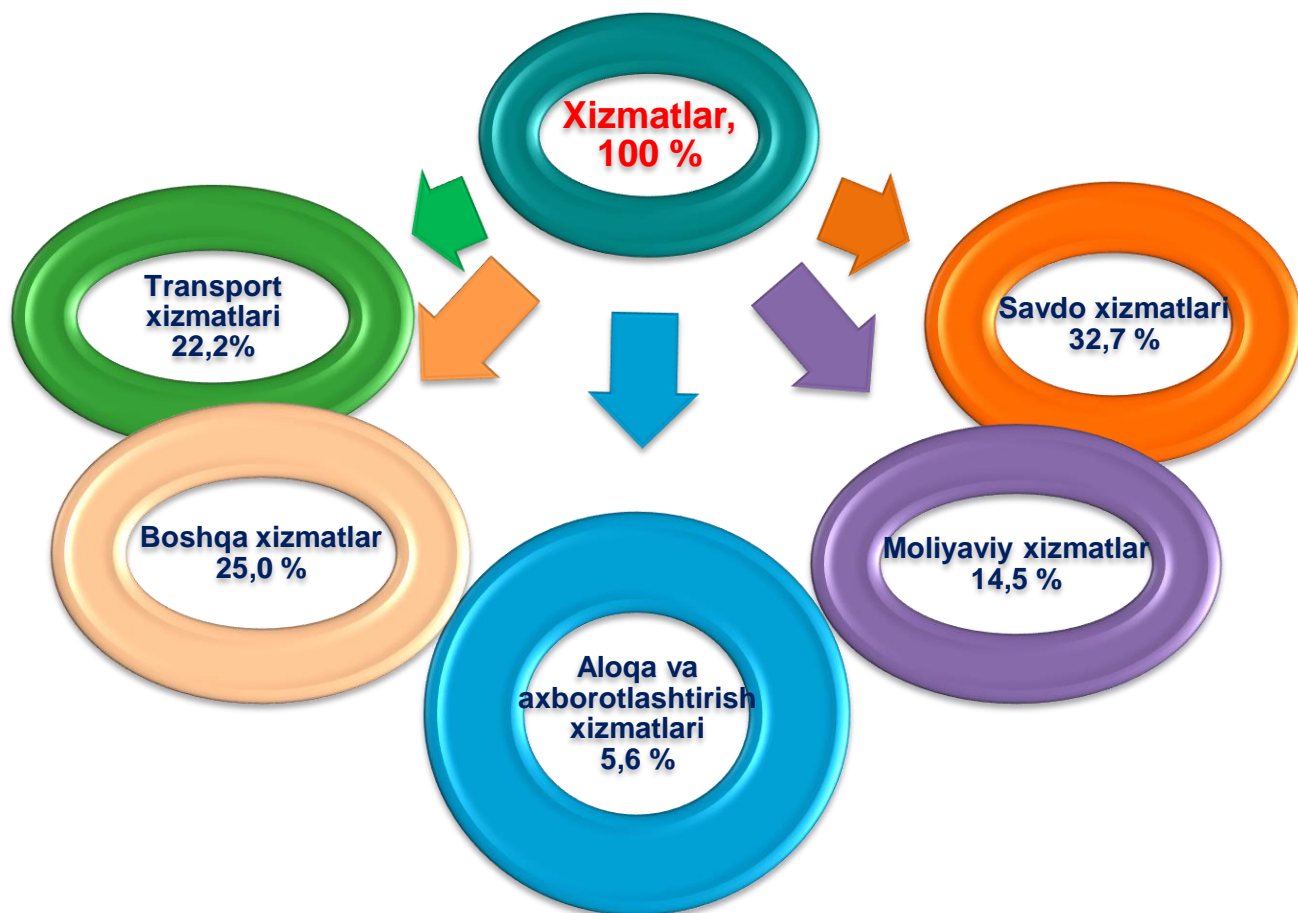 Xizmatlar,
100 %
Transport
xizmatlari
22,2%
Savdo xizmatlari
32,7 %
Boshqa xizmatlar
25,0 %
Moliyaviy xizmatlar
14,5 %
Aloqa va
axborotlashtirish
xizmatlari
5,6 %